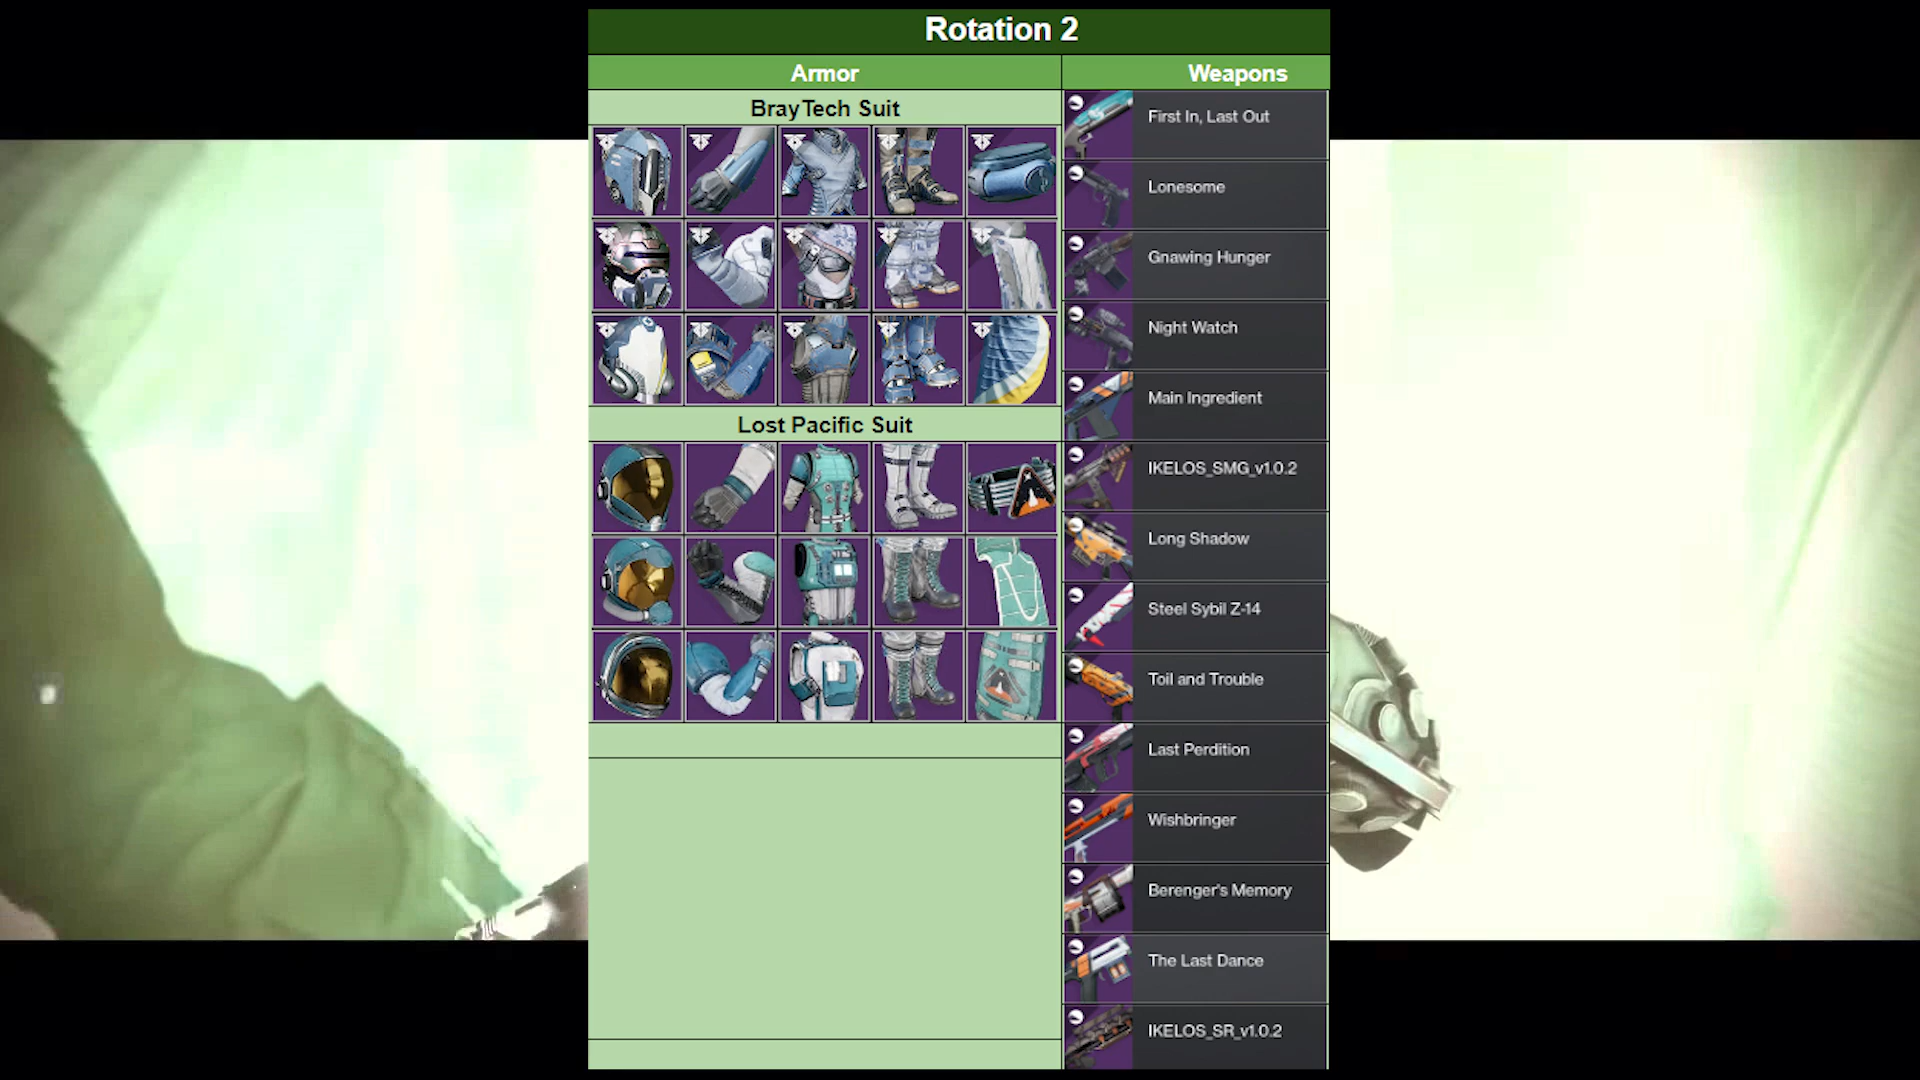 Rotation 2
Armor
Weapons
BrayTech Suit
Lost Pacific Suit
First In, Last Out
Lonesome
Gnawing Hunger
Night Watch
Main Ingredient
IKELOS_SMG_v1.0.2
Long Shadow
Steel Sybil Z-14
Toil and Trouble
Last Perdition
Wishbringer
Berenger's Memory
The Last Dance
IKELOS_SR_v1.0.2